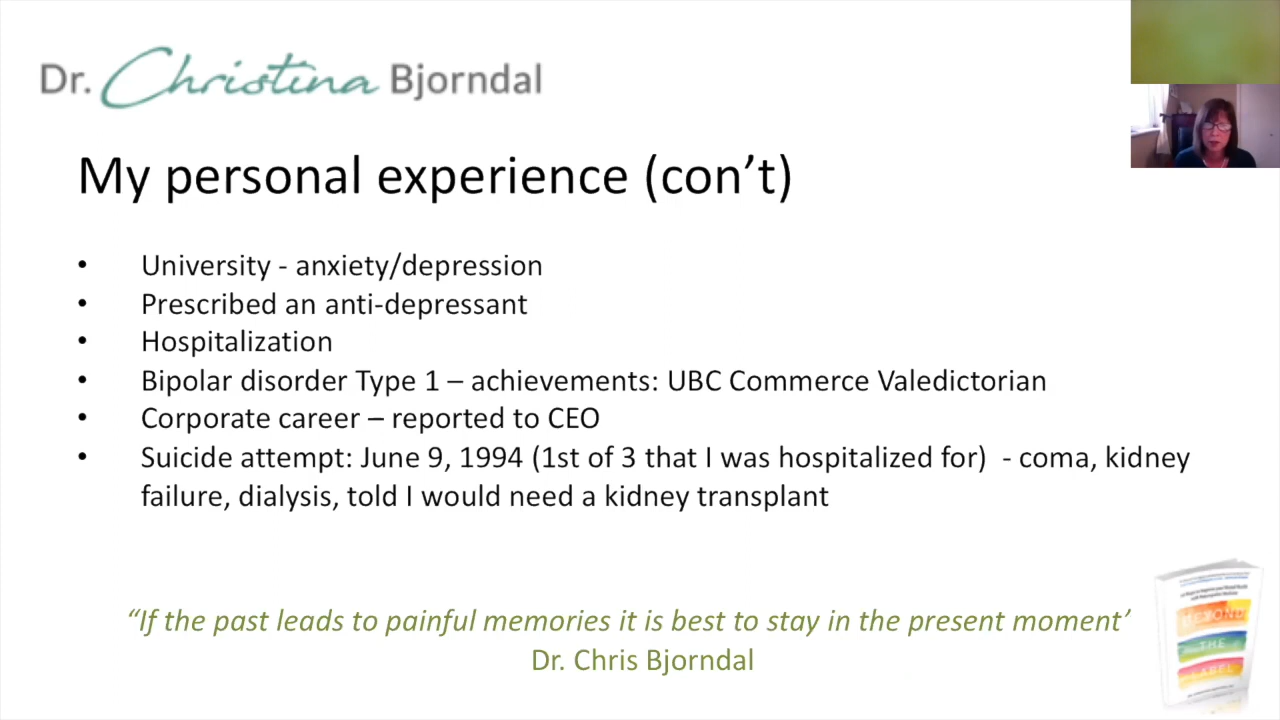 Dr. Christina Bjorndal
My personal experience (con’t)
• University - anxiety/depression
• Prescribed an anti-depressant
• Hospitalization
• Bipolar disorder Type 1 – achievements: UBC Commerce Valedictorian
• Corporate career – reported to CEO
• Suicide attempt: June 9, 1994 (1st of 3 that I was hospitalized for) - coma, kidney
failure, dialysis, told I would need a kidney transplant
“If the past leads to painful memories it is best to stay in the present moment’
Dr. Chris Bjorndal
BEYOND
THE
LABEL